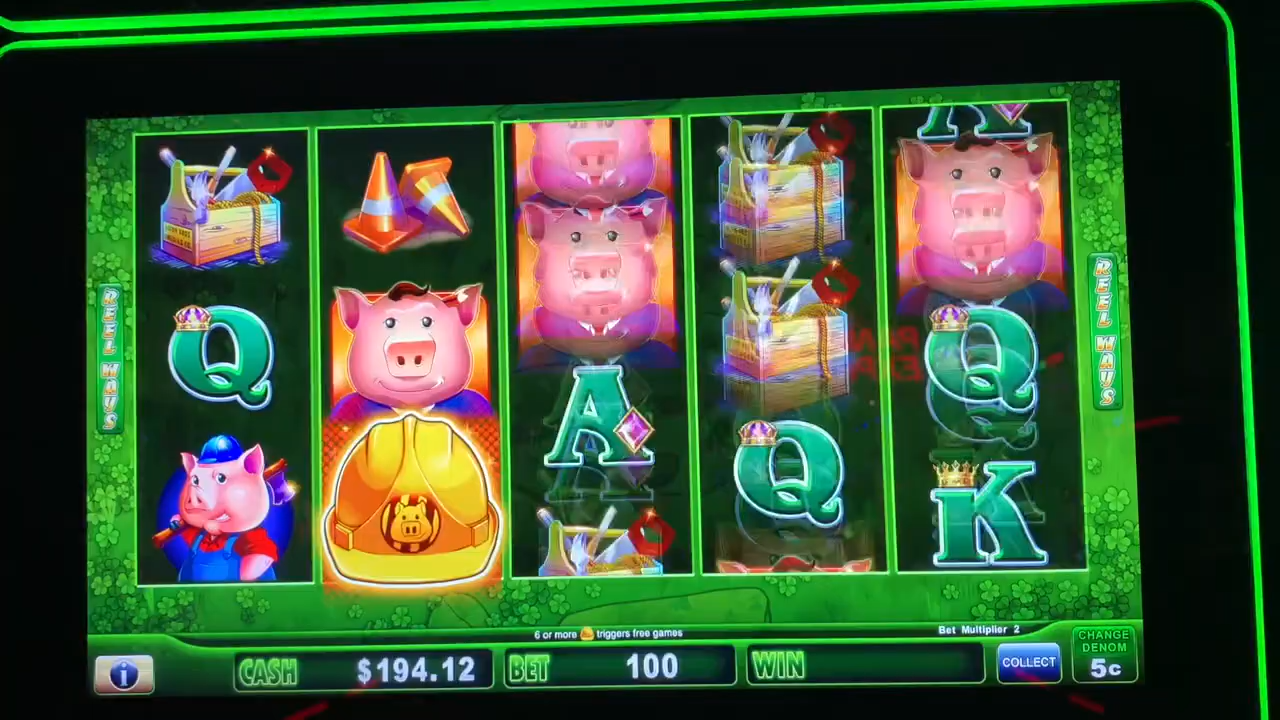 REEL WAYS
REEL WAYS
Q
A
Q
Q
K
A
6 or more triggers free games
Bet Multiplier 2
CASH $194.12
BET 100
WIN
COLLECT
CHANGE
DENOM
5¢
i